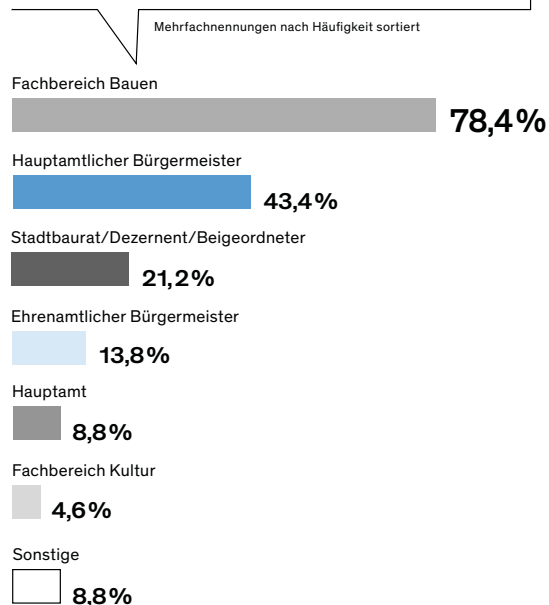 Mehrfachnennungen nach Häufigkeit sortiert
Fachbereich Bauen
78,4%
Hauptamtlicher Bürgermeister
43,4%
Stadtbaurat/Dezernent/Beigeordneter
21,2%
Ehrenamtlicher Bürgermeister
13,8%
Hauptamt
8,8%
Fachbereich Kultur
4,6%
Sonstige
8,8%